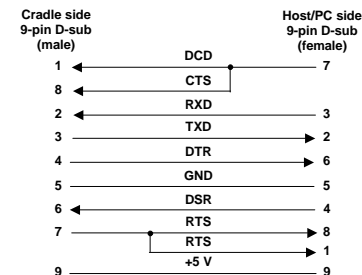 Cradle side Host/PC side
9-pin D-sub 9-pin D-sub
(male) (female)
1 DCD 7
8 CTS
2 RXD 3
3 TXD 2
4 DTR 6
5 GND 5
6 DSR 4
7 RTS 8
RTS 1
9 +5 V 9